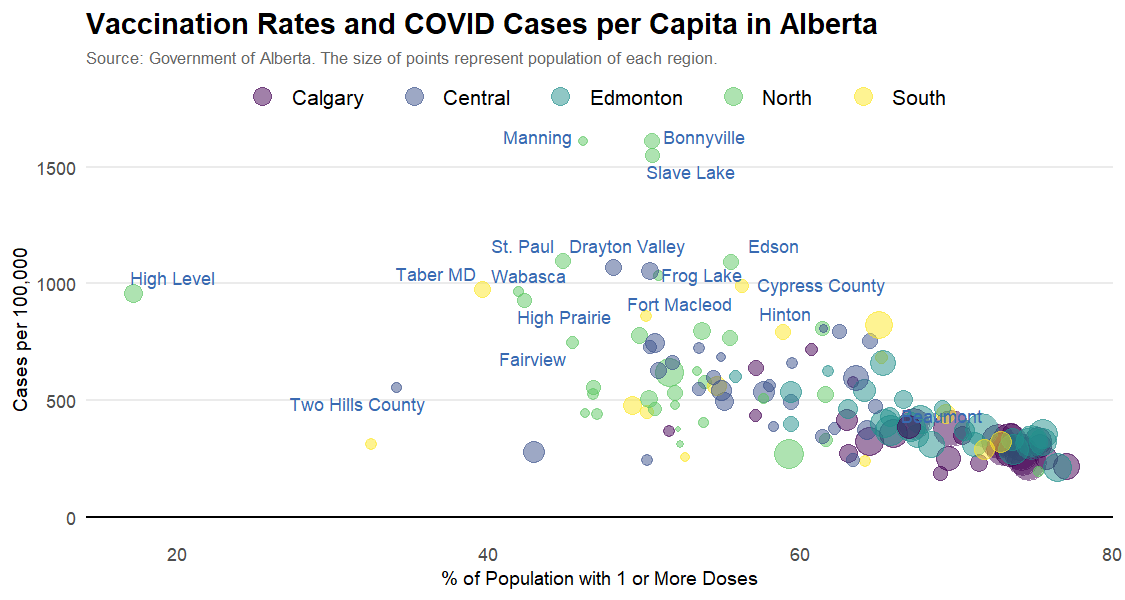 Vaccination Rates and COVID Cases per Capita in Alberta
Source: Government of Alberta. The size of points represent population of each region.
Calgary Central Edmonton North South
Manning Bonnyville
1500
Slave Lake
St. Paul Drayton Valley Edson
High Level Taber MD Wabasca Frog Lake
1000
Cypress County
Fort Macleod
High Prairie Hinton
Fairview
500
Two Hills County
Beaumont
0
20 40 60 80
% of Population with 1 or More Doses
Cases per 100,000